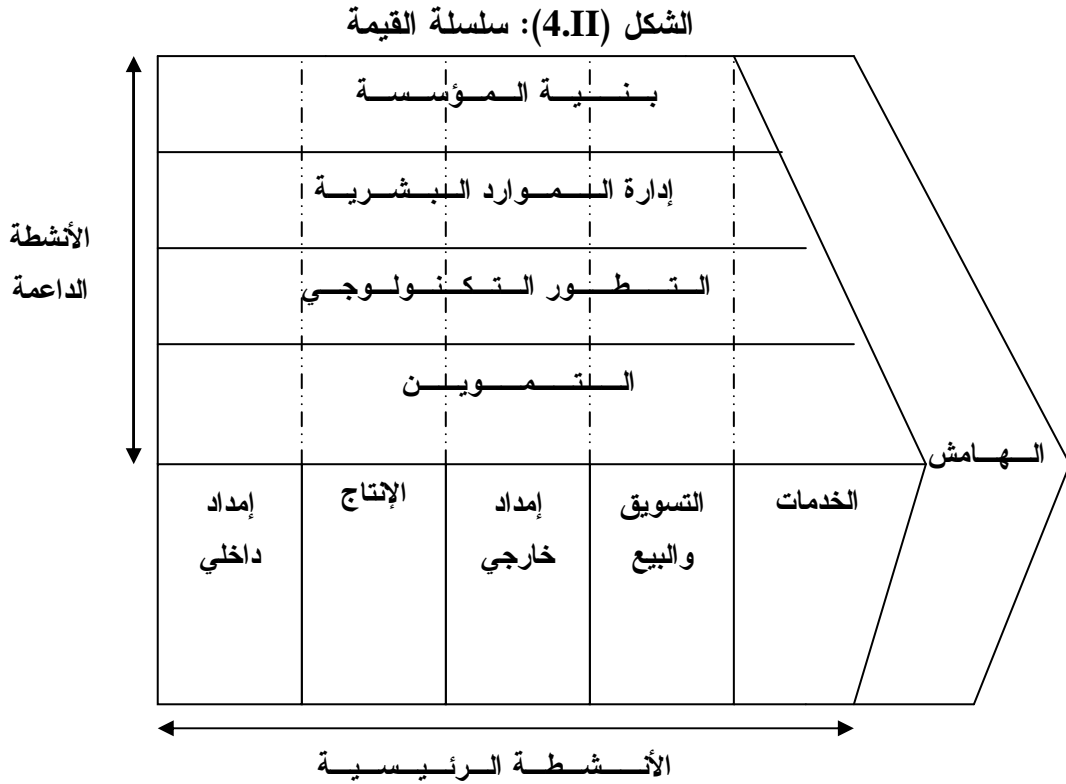 الشكل (4.II): سلسلة القيمة
بنية المؤسسة
إدارة الموارد البشرية
التطور التكنولوجي
التموين
الأنشطة
الداعمة
الهامش
الخدمات
التسويق
والبيع
إمداد
خارجي
الإنتاج
إمداد
داخلي
الأنشطة الرئيسية